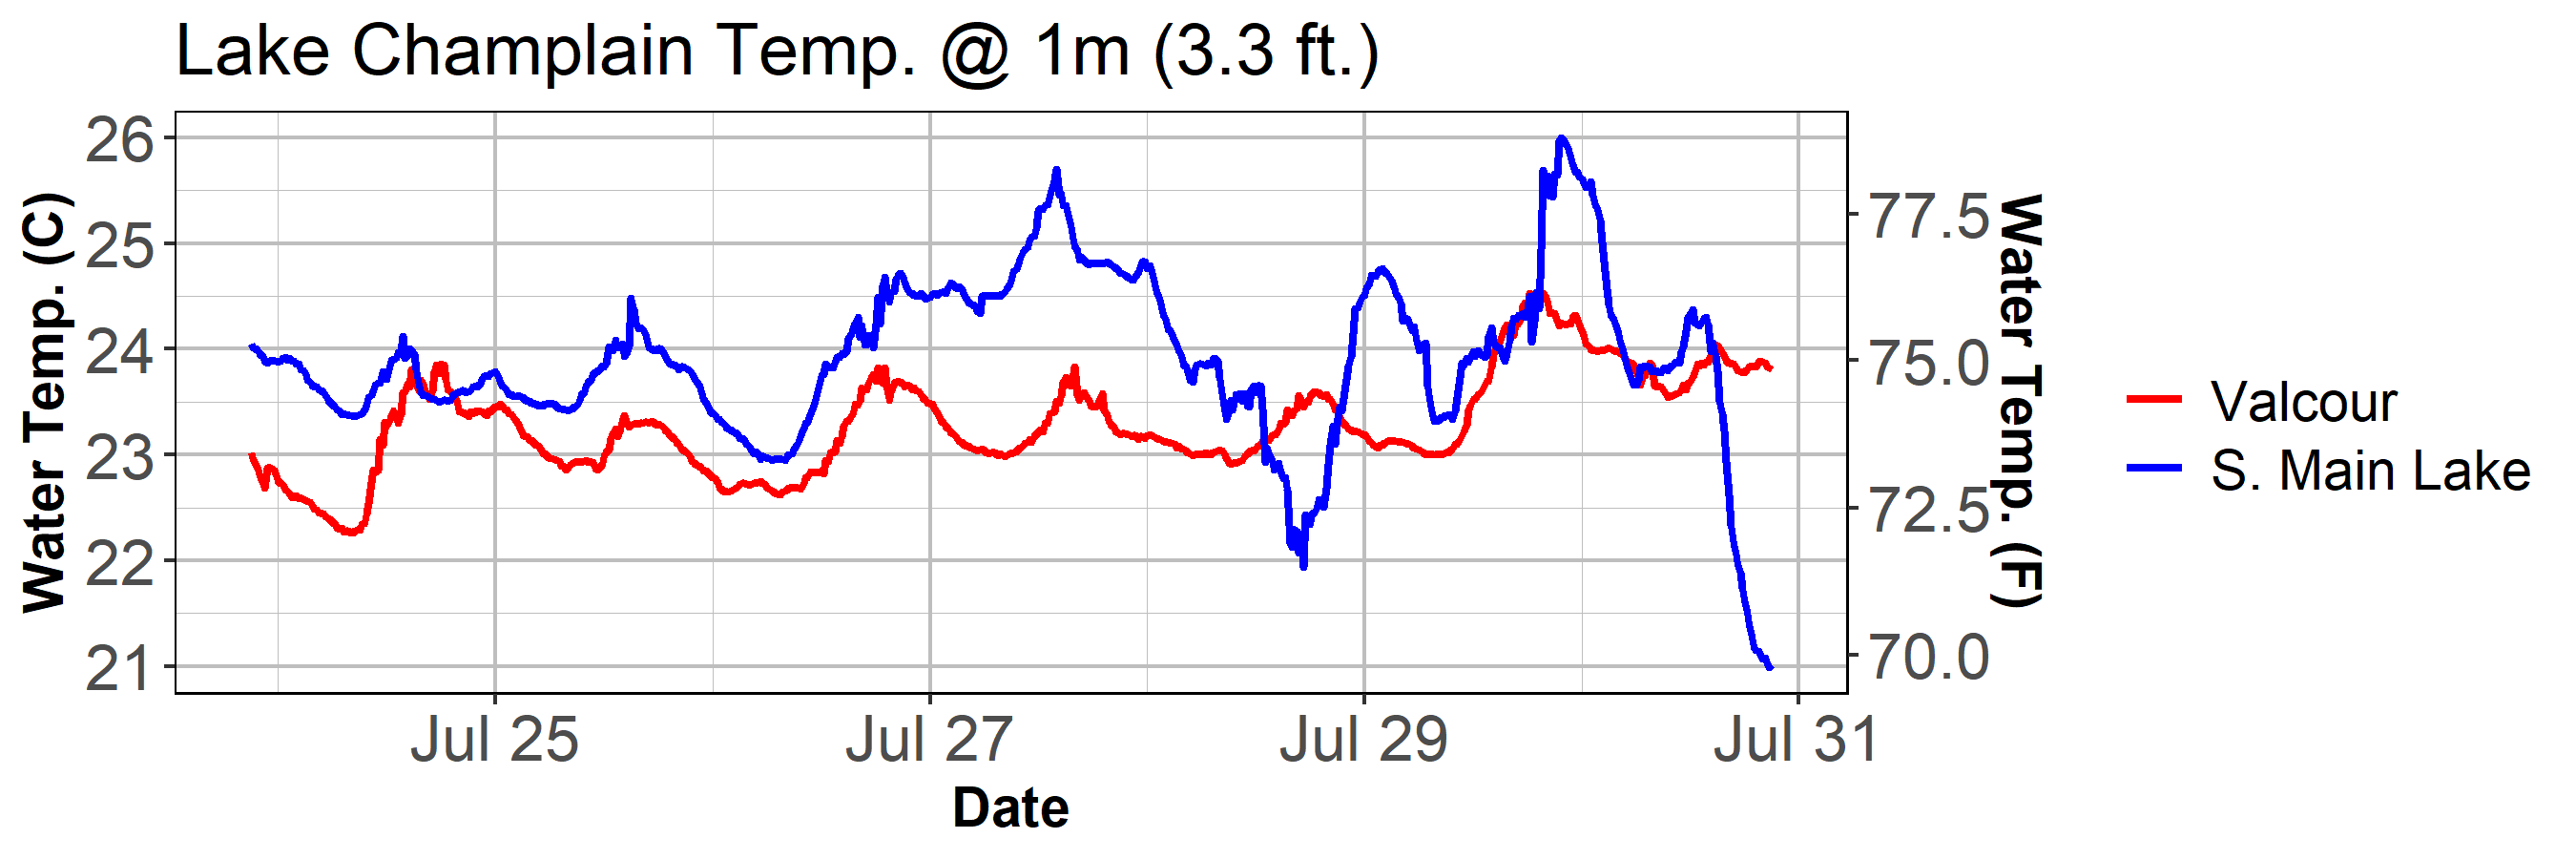 Lake Champlain Temp. @ 1m (3.3 ft.)
Water Temp. (C)
26
25
24
23
22
21
77.5
75.0
72.5
70.0
Water Temp. (F)
Jul 25
Jul 27
Jul 29
Jul 31
Date
Valcour
S. Main Lake